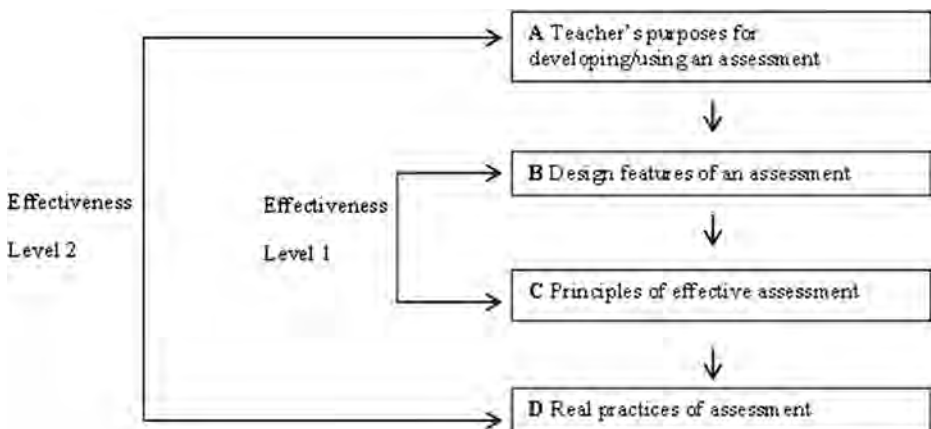 A Teacher's purposes for
developing/using an assessment
B Design features of an assessment
Effectiveness
Level 2
Effectiveness
Level 1
C Principles of effective assessment
D Real practices of assessment